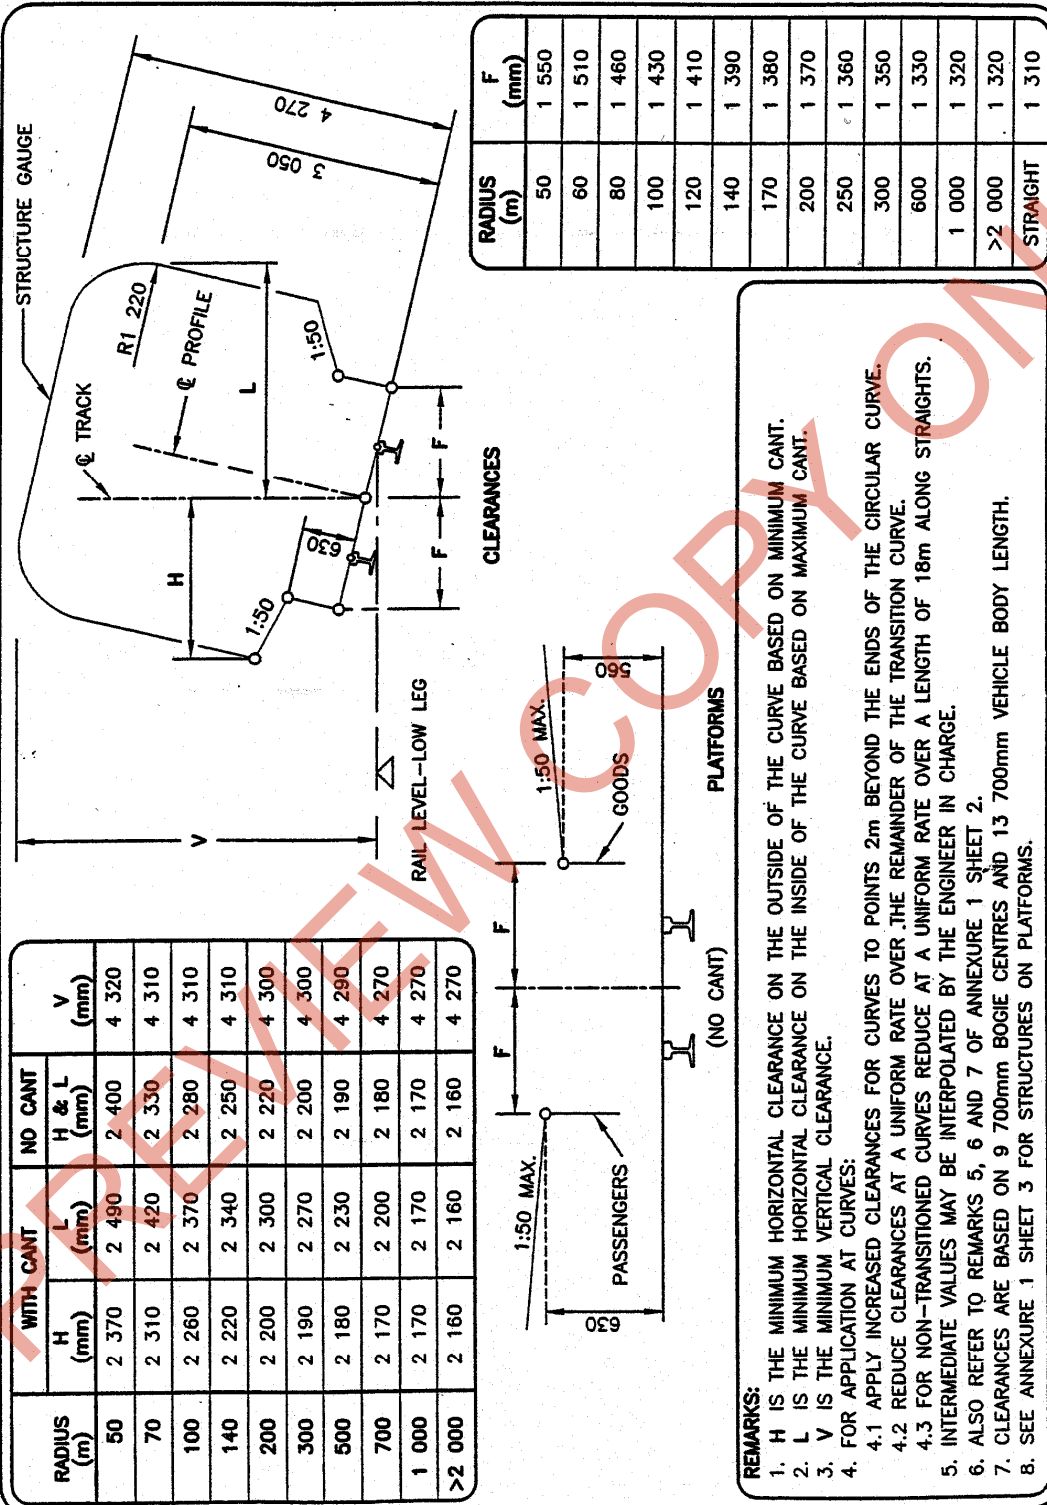 WITH CANT NO CANT
RADIUS (m) H (mm) L (mm) H & L (mm) V (mm)
50 2 370 2 490 2 400 4 320
70 2 310 2 420 2 330 4 310
100 2 260 2 370 2 280 4 310
140 2 220 2 340 2 250 4 310
200 2 200 2 300 2 220 4 300
300 2 190 2 270 2 200 4 300
500 2 180 2 230 2 190 4 290
700 2 170 2 200 2 180 4 270
1 000 2 170 2 170 2 170 4 270
>2 000 2 160 2 160 2 160 4 270
STRUCTURE GAUGE
℄ TRACK
R1 220
℄ PROFILE
4 270
3 050
H
L
V
1:50
1:50
630
F
F
RAIL LEVEL-LOW LEG
CLEARANCES
RADIUS (m) F (mm)
50 1 550
60 1 510
80 1 460
100 1 430
120 1 410
140 1 390
170 1 380
200 1 370
250 1 360
300 1 350
600 1 330
1 000 1 320
>2 000 1 320
STRAIGHT 1 310
1:50 MAX.
1:50 MAX.
F
F
630
560
PASSENGERS
GOODS
(NO CANT)
PLATFORMS
REMARKS:
1. H IS THE MINIMUM HORIZONTAL CLEARANCE ON THE OUTSIDE OF THE CURVE BASED ON MINIMUM CANT.
2. L IS THE MINIMUM HORIZONTAL CLEARANCE ON THE INSIDE OF THE CURVE BASED ON MAXIMUM CANT.
3. V IS THE MINIMUM VERTICAL CLEARANCE.
4. FOR APPLICATION AT CURVES:
4.1 APPLY INCREASED CLEARANCES FOR CURVES TO POINTS 2m BEYOND THE ENDS OF THE CIRCULAR CURVE.
4.2 REDUCE CLEARANCES AT A UNIFORM RATE OVER THE REMAINDER OF THE TRANSITION CURVE.
4.3 FOR NON-TRANSITIONED CURVES REDUCE AT A UNIFORM RATE OVER A LENGTH OF 18m ALONG STRAIGHTS.
5. INTERMEDIATE VALUES MAY BE INTERPOLATED BY THE ENGINEER IN CHARGE.
6. ALSO REFER TO REMARKS 5, 6 AND 7 OF ANNEXURE 1 SHEET 2.
7. CLEARANCES ARE BASED ON 9 700mm BOGIE CENTRES AND 13 700mm VEHICLE BODY LENGTH.
8. SEE ANNEXURE 1 SHEET 3 FOR STRUCTURES ON PLATFORMS.
PREVIEW COPY ON